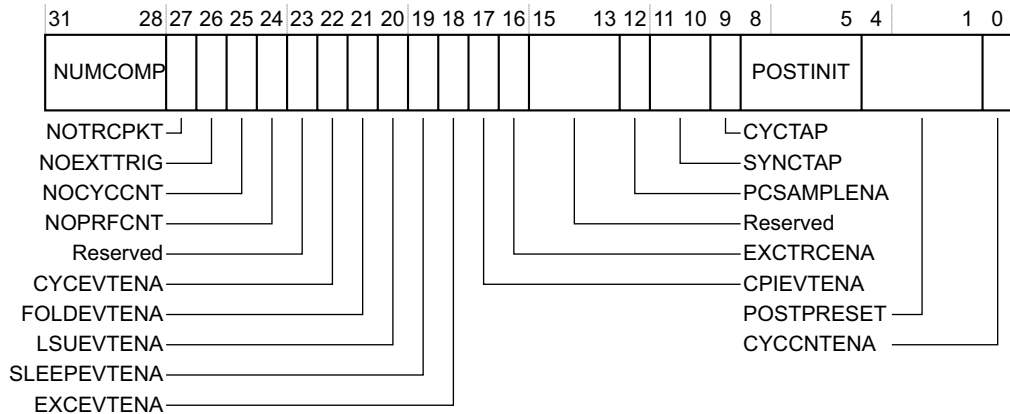 31 28 27 26 25 24 23 22 21 20 19 18 17 16 15 13 12 11 10 9 8 5 4 1 0
NUMCOMP POSTINIT
NOTRCPKT CYCTAP
NOEXTTRIG SYNCTAP
NOCYCCNT PCSAMPLENA
NOPRFCNT Reserved
Reserved EXCTRCENA
CYCEVTENA CPIEVTENA
FOLDEVTENA POSTPRESET
LSUEVTENA CYCCNTENA
SLEEPEVTENA
EXCEVTENA